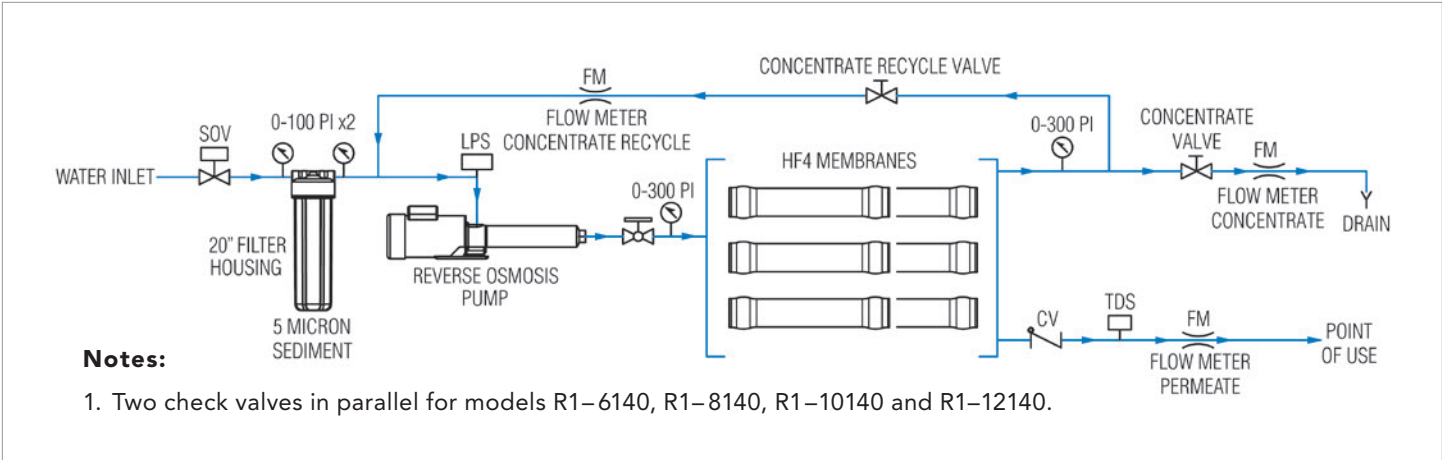 FM
FLOW METER
CONCENTRATE RECYCLE
CONCENTRATE RECYCLE VALVE
WATER INLET
SOV
0-100 PI x2
20” FILTER
HOUSING
5 MICRON
SEDIMENT
LPS
REVERSE OSMOSIS
PUMP
0-300 PI
HF4 MEMBRANES
0-300 PI
CONCENTRATE
VALVE
FM
FLOW METER
CONCENTRATE
DRAIN
CV
TDS
FM
FLOW METER
PERMEATE
POINT
OF USE
Notes:
1. Two check valves in parallel for models R1–6140, R1–8140, R1–10140 and R1–12140.